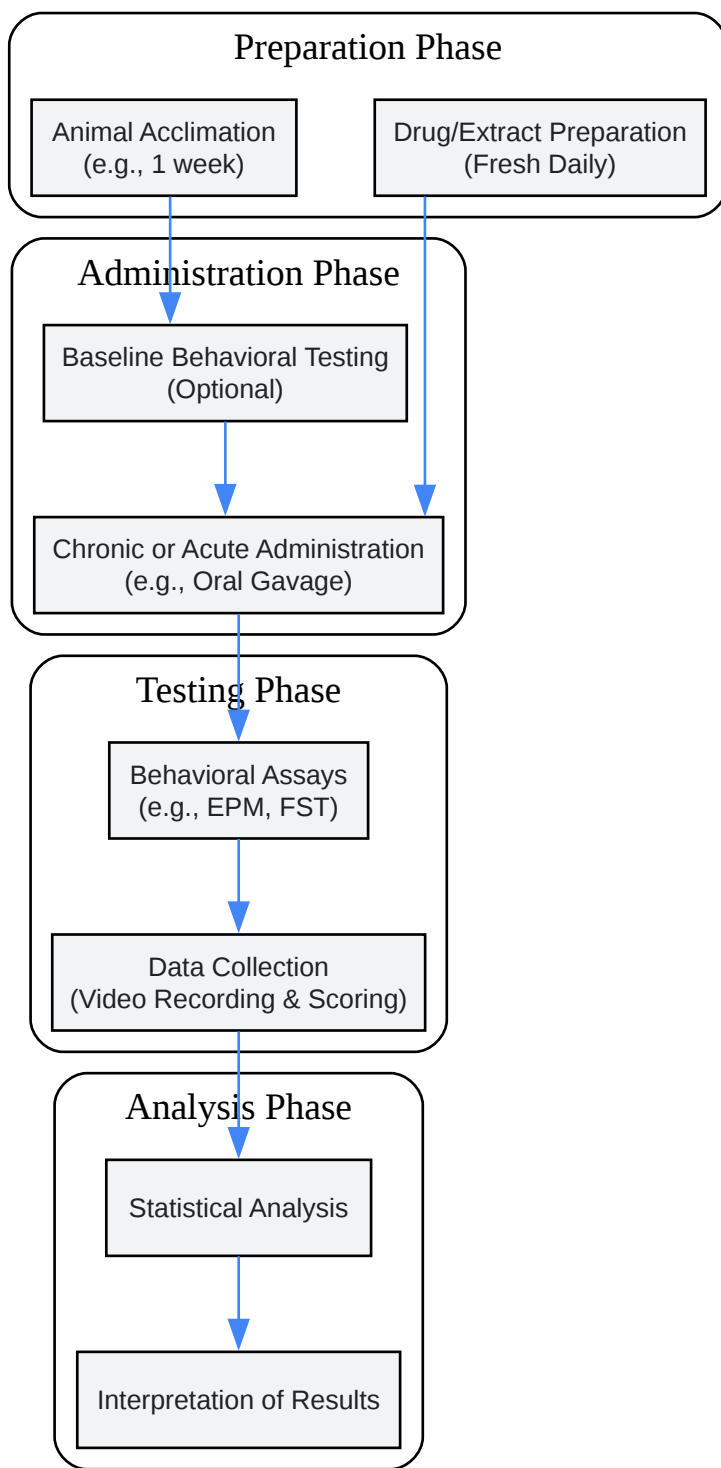 Preparation Phase
Animal Acclimation
(e.g., 1 week)
Drug/Extract Preparation
(Fresh Daily)
Administration Phase
Baseline Behavioral Testing
(Optional)
Chronic or Acute Administration
(e.g., Oral Gavage)
Testing Phase
Behavioral Assays
(e.g., EPM, FST)
Data Collection
(Video Recording & Scoring)
Analysis Phase
Statistical Analysis
Interpretation of Results